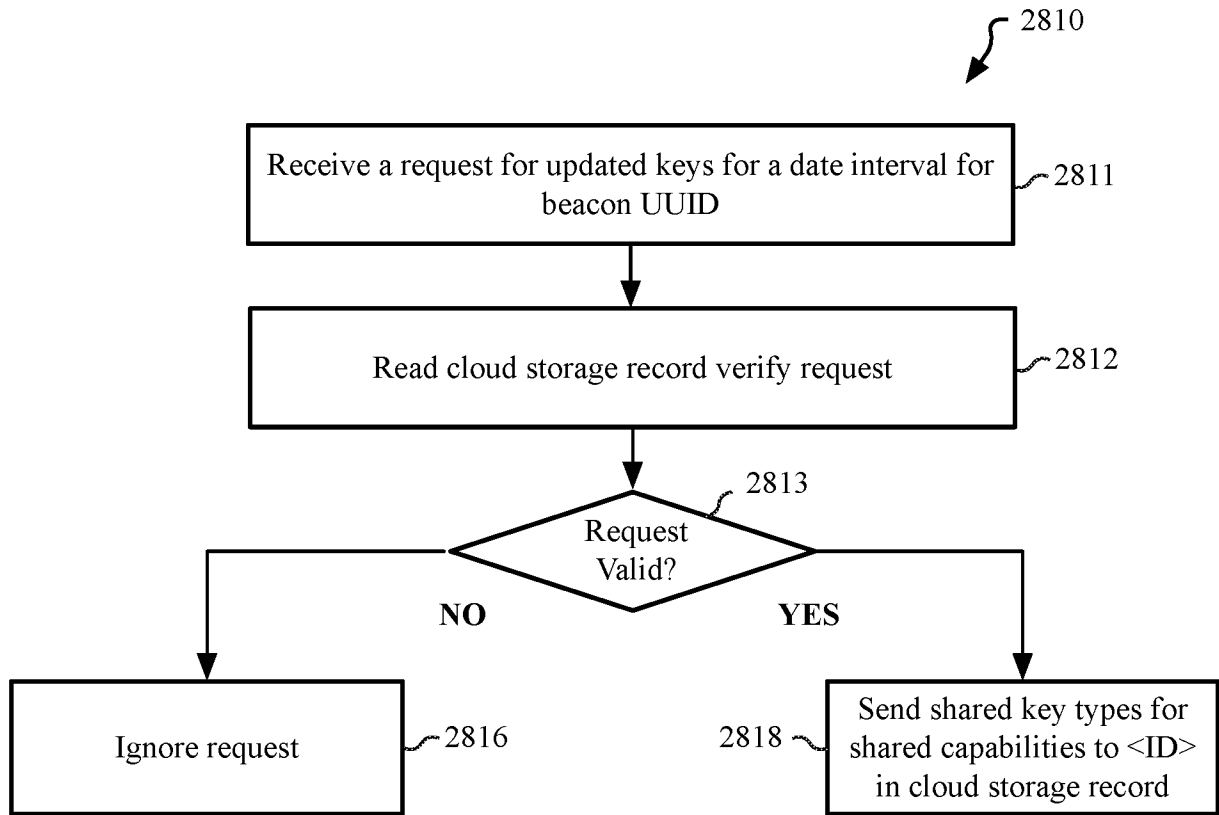 2810
Receive a request for updated keys for a date interval for
beacon UUID
2811
Read cloud storage record verify request
2812
2813
Request
Valid?
NO
YES
Ignore request
2816
2818
Send shared key types for
shared capabilities to <ID>
in cloud storage record